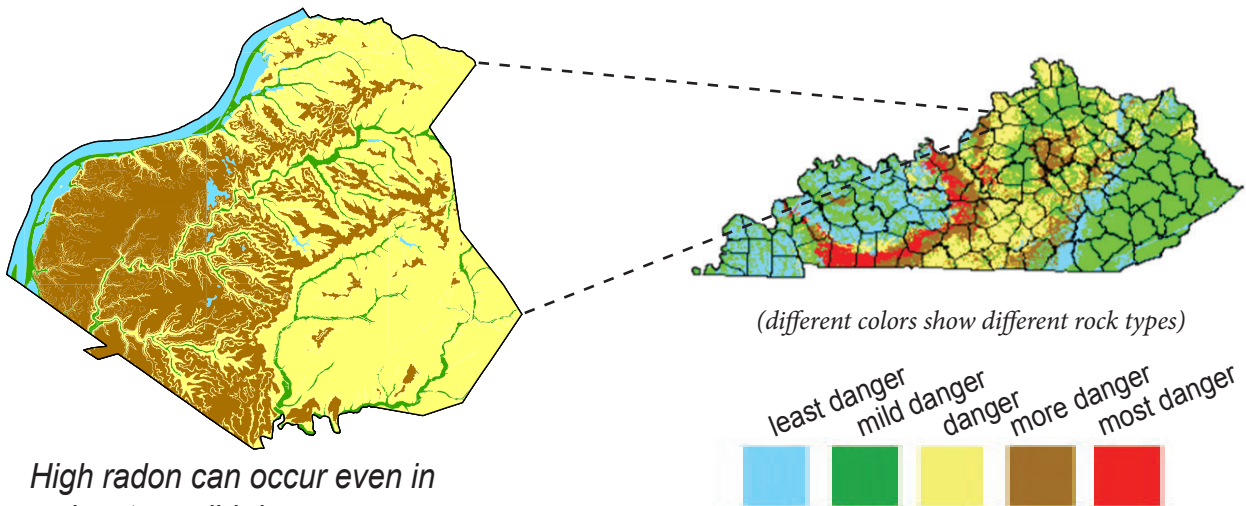 (different colors show different rock types)
least danger
mild danger
danger
more danger
most danger
High radon can occur even in